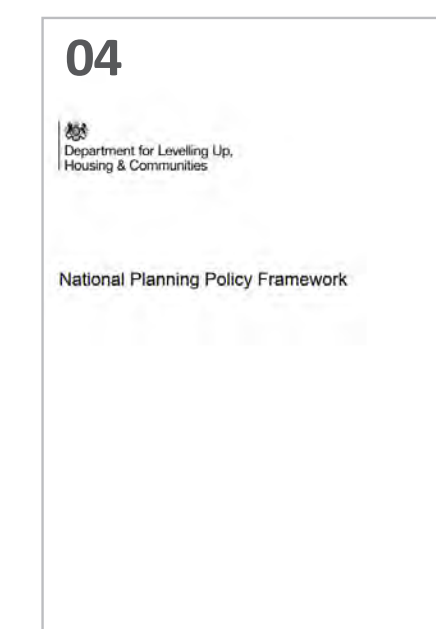 04
Department for Levelling Up,
Housing & Communities
National Planning Policy Framework